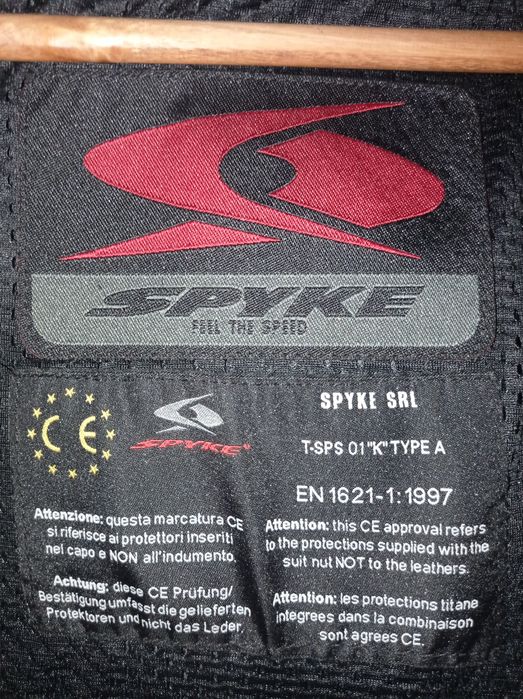 SPYKE
FEEL THE SPEED
CE
SPYKE®
SPYKE SRL
T-SPS 01 "K" TYPE A
EN 1621-1: 1997
Attenzione: questa marcatura CE
si riferisce ai protettori inseriti
nel capo e NON all'indumento.
Achtung: diese CE Prüfung/
Bestätigung umfasst die gelieferten
Protektoren und nicht das Leder.
Attention: this CE approval refers
to the protections supplied with the
suit nut NOT to the leathers.
Attention: les protections titane
integrees dans la combinaison
sont agrees CE.